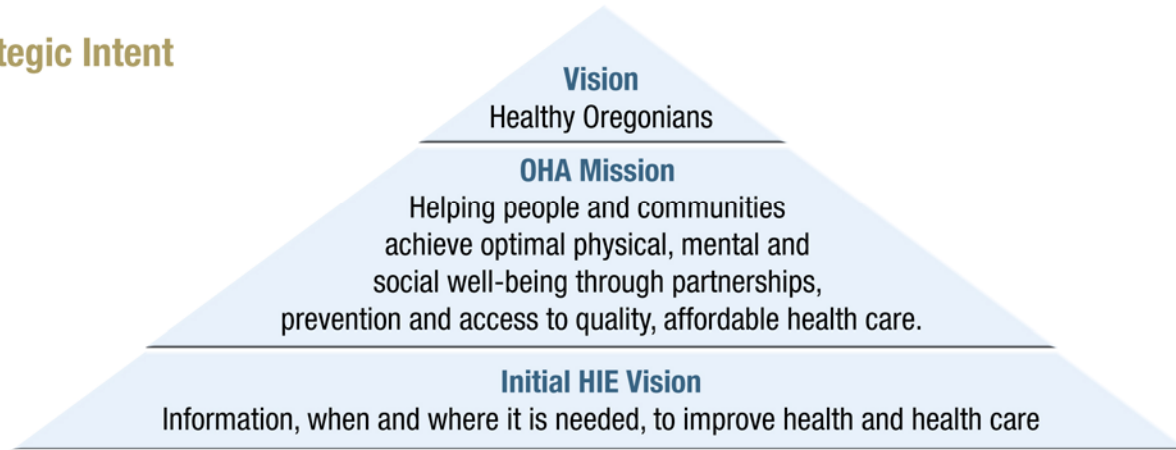 tegic Intent
Vision
Healthy Oregonians
OHA Mission
Helping people and communities
achieve optimal physical, mental and
social well-being through partnerships,
prevention and access to quality, affordable health care.
Initial HIE Vision
Information, when and where it is needed, to improve health and health care